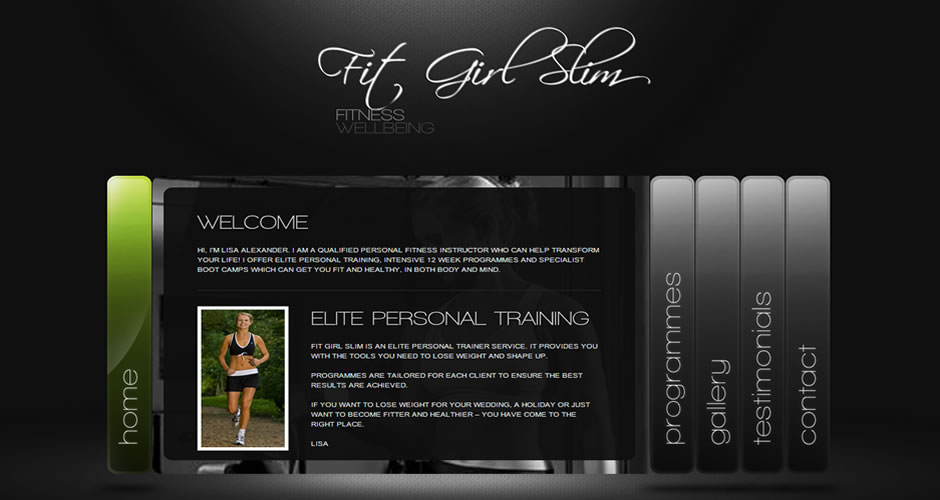 Fit Girl Slim
FITNESS
WELLBEING
home
WELCOME
HI, I'M LISA ALEXANDER. I AM A QUALIFIED PERSONAL FITNESS INSTRUCTOR WHO CAN HELP TRANSFORM
YOUR LIFE! I OFFER ELITE PERSONAL TRAINING, INTENSIVE 12 WEEK PROGRAMMES AND SPECIALIST
BOOT CAMPS WHICH CAN GET YOU FIT AND HEALTHY, IN BOTH BODY AND MIND.
ELITE PERSONAL TRAINING
FIT GIRL SLIM IS AN ELITE PERSONAL TRAINER SERVICE. IT PROVIDES YOU
WITH THE TOOLS YOU NEED TO LOSE WEIGHT AND SHAPE UP.
PROGRAMMES ARE TAILORED FOR EACH CLIENT TO ENSURE THE BEST
RESULTS ARE ACHIEVED.
IF YOU WANT TO LOSE WEIGHT FOR YOUR WEDDING, A HOLIDAY OR JUST
WANT TO BECOME FITTER AND HEALTHIER – YOU HAVE COME TO THE
RIGHT PLACE.
LISA
programmes
gallery
testimonials
contact